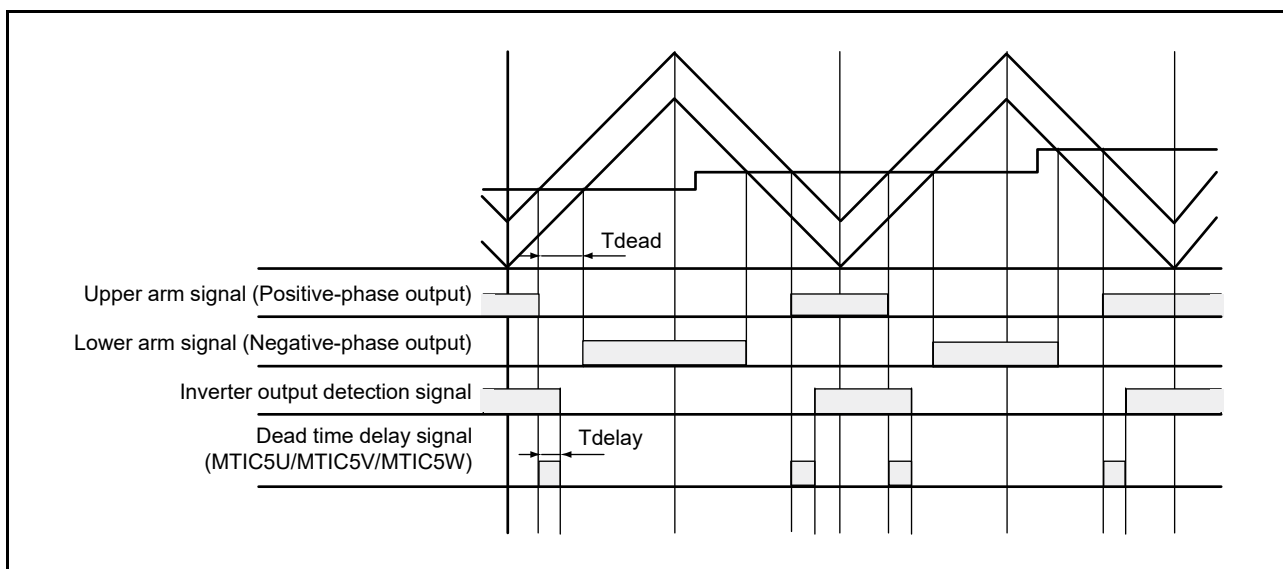 Tdead
Upper arm signal (Positive-phase output)
Lower arm signal (Negative-phase output)
Inverter output detection signal
Dead time delay signal
(MTIC5U/MTIC5V/MTIC5W)
Tdelay